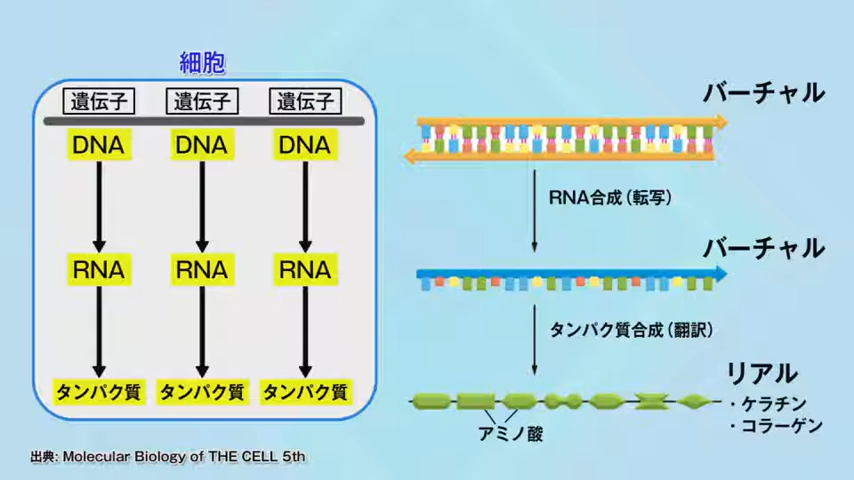 細胞
遺伝子 遺伝子 遺伝子
DNA DNA DNA
RNA RNA RNA
タンパク質 タンパク質 タンパク質
バーチャル
RNA合成（転写）
バーチャル
タンパク質合成（翻訳）
リアル
・ケラチン
・コラーゲン
アミノ酸
出典: Molecular Biology of THE CELL 5th